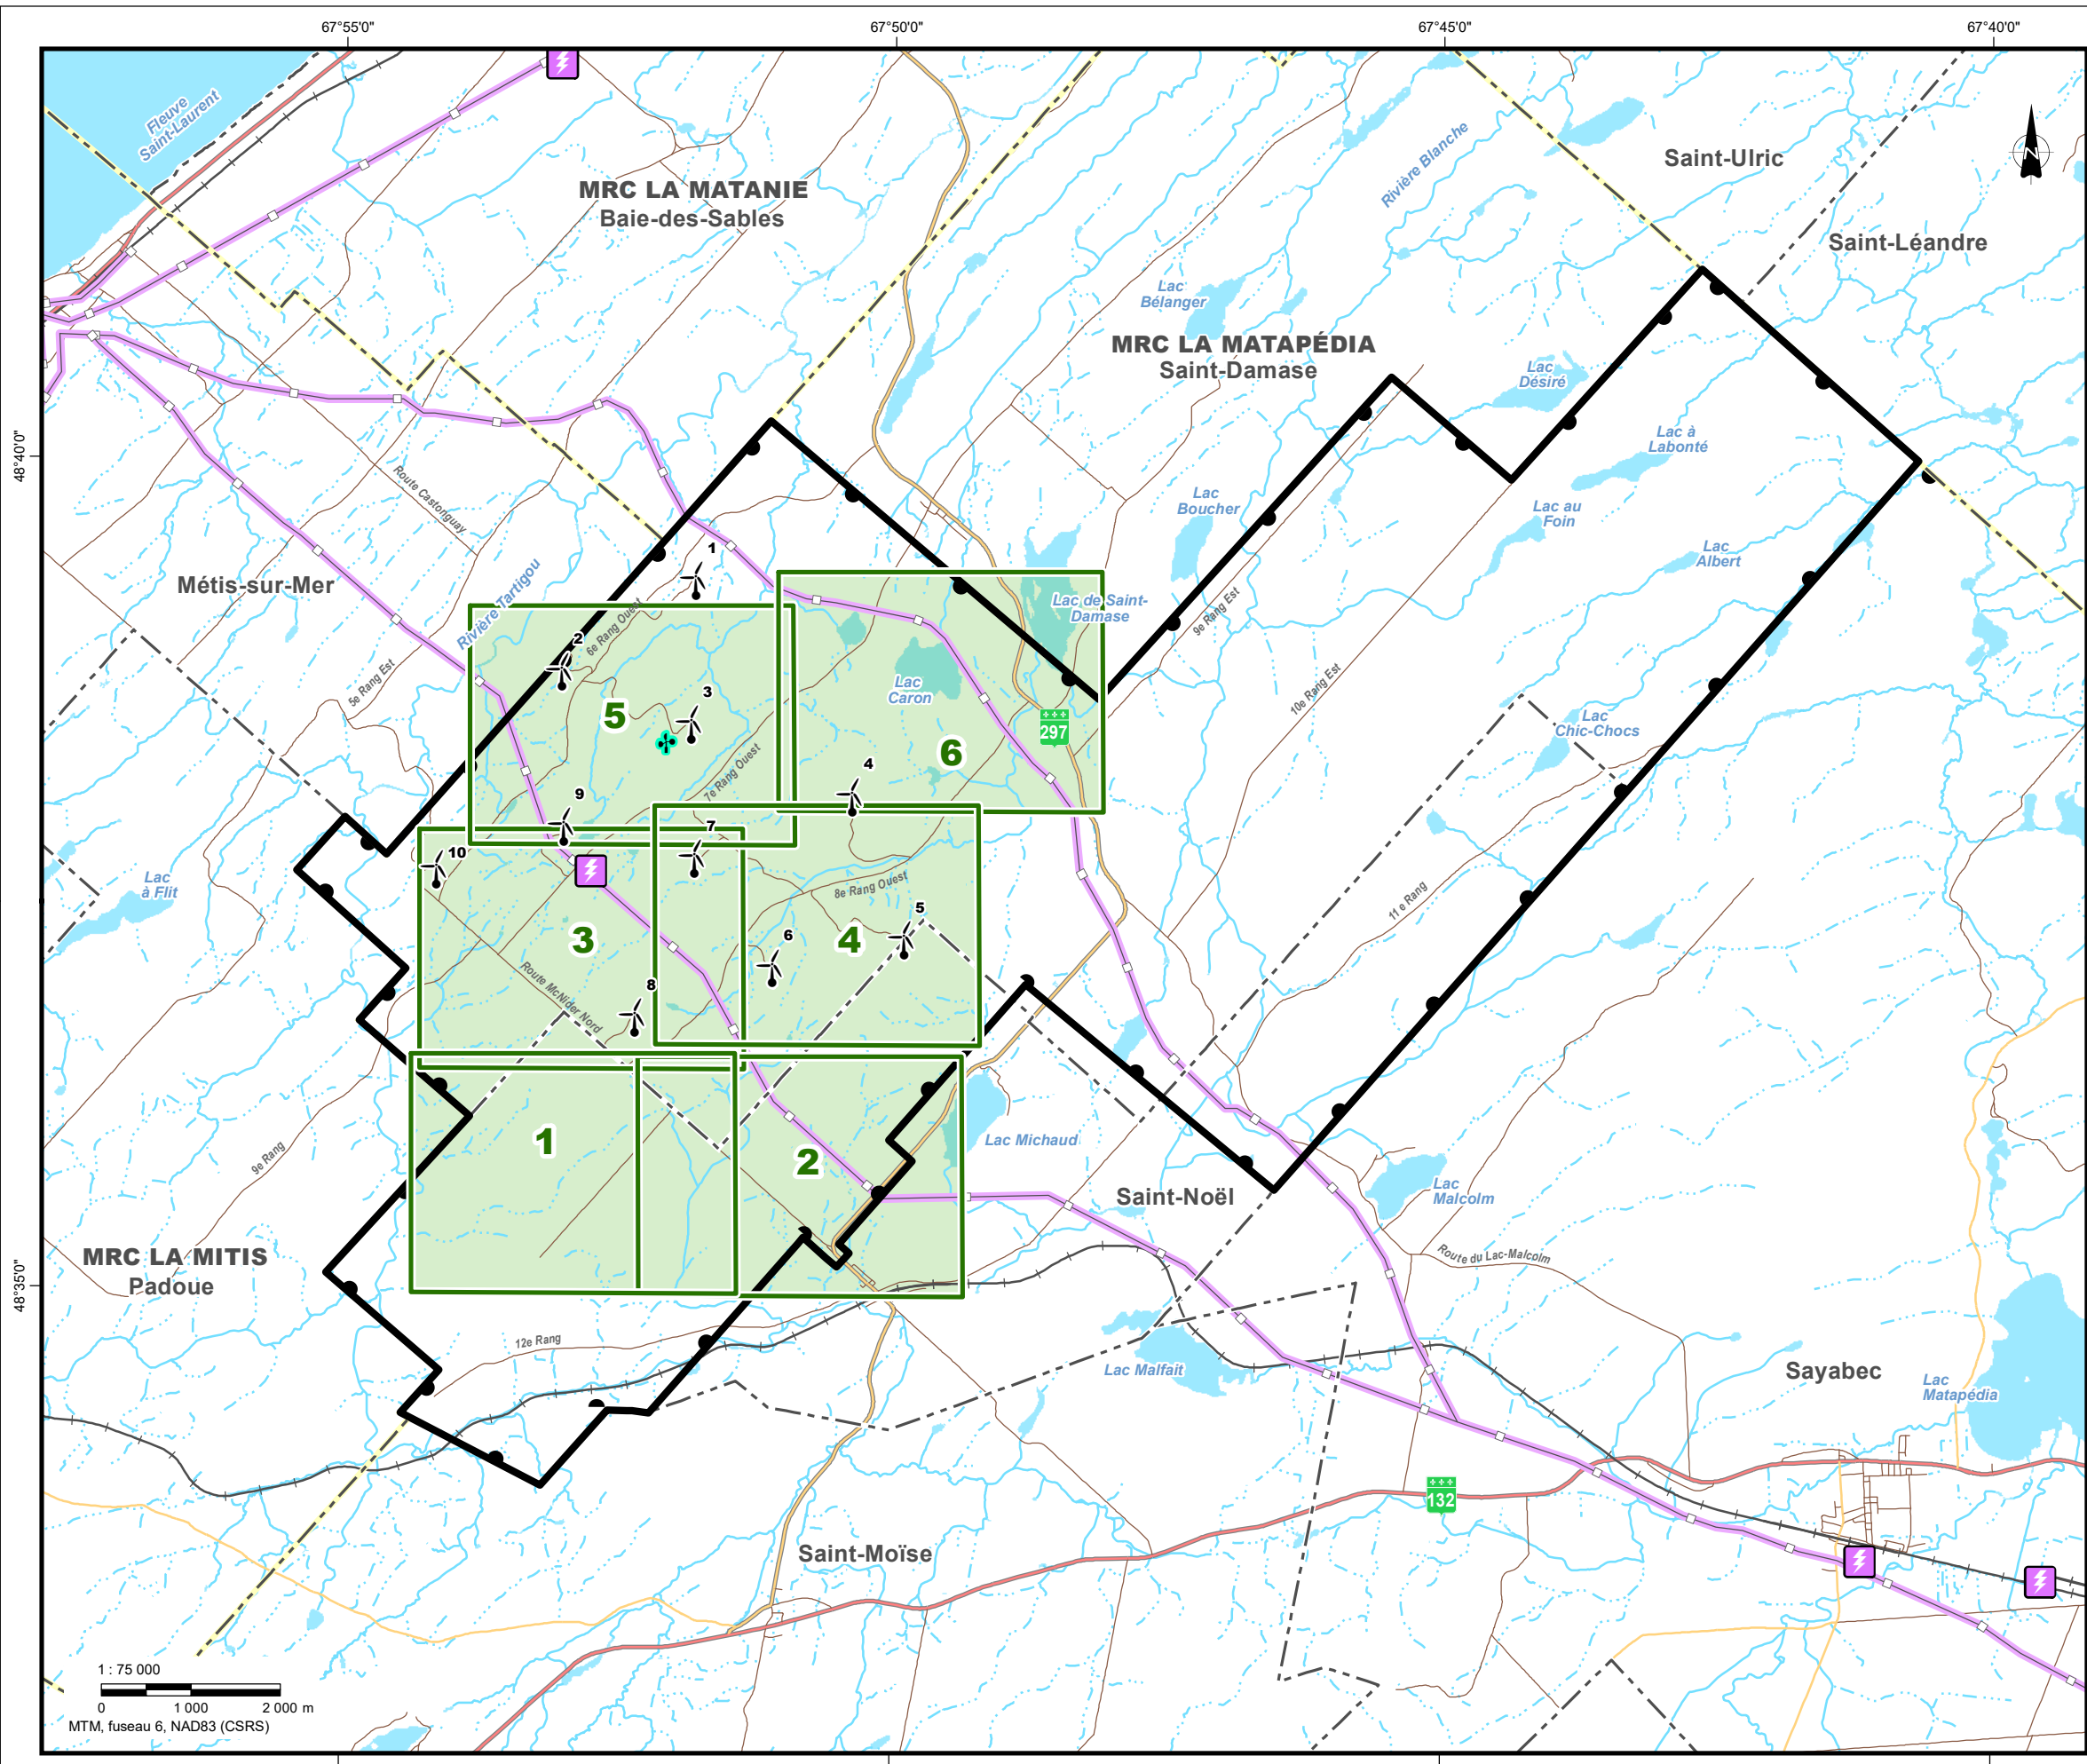 67°55'0"
67°50'0"
67°45'0"
67°40'0"
Fleuve
Saint-Laurent
Rivière Blanche
Saint-Ulric
N
MRC LA MATANIE
Baie-des-Sables
Saint-Léandre
Lac
Bélanger
MRC LA MATAPÉDIA
Saint-Damase
Lac
Désiré
48°40'0"
Lac à
Labonté
Route Castonguay
Lac
Boucher
Lac au
Foin
Lac
Albert
1
Métis-sur-Mer
Rivière Tartigou
6e Rang Ouest
2
Lac de Saint-
Damase
9e Rang Est
5e Rang Est
10e Rang Est
Lac
Caron
3
5
297
Lac
Chic-Chocs
6
7e Rang Ouest
4
9
7
10
Lac
à Flit
8e Rang Ouest
11 e Rang
5
3
4
6
8
Route McNider Nord
9e Rang
1
2
Lac Michaud
Saint-Noël
Lac
Malcolm
MRC LA MITIS
Padoue
48°35'0"
Route du Lac-Malcolm
12e Rang
Lac Malfait
Sayabec
Lac
Matapédia
132
Saint-Moïse
1 : 75 000
0 1 000 2 000 m
MTM, fuseau 6, NAD83 (CSRS)